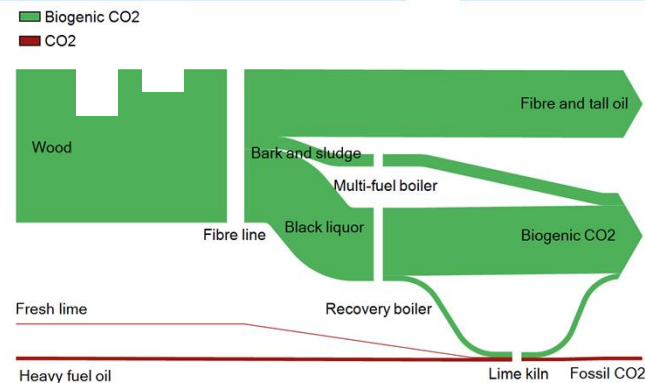 Biogenic CO2
CO2
Fibre and tall oil
Wood
Bark and sludge
Multi-fuel boiler
Black liquor
Fibre line
Biogenic CO2
Fresh lime
Recovery boiler
Heavy fuel oil
Lime kiln
Fossil CO2